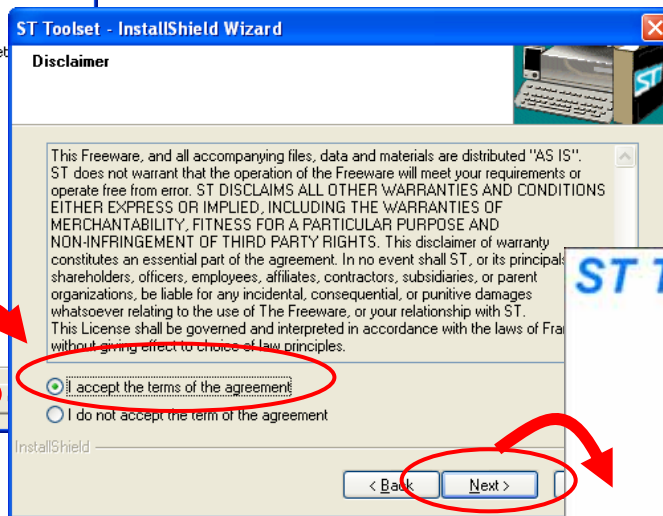 ST Toolset - InstallShield Wizard
et
Disclaimer
ST
This Freeware, and all accompanying files, data and materials are distributed "AS IS".
ST does not warrant that the operation of the Freeware will meet your requirements or
operate free from error. ST DISCLAIMS ALL OTHER WARRANTIES AND CONDITIONS
EITHER EXPRESS OR IMPLIED, INCLUDING THE WARRANTIES OF
MERCHANTABILITY, FITNESS FOR A PARTICULAR PURPOSE AND
NON-INFRINGEMENT OF THIRD PARTY RIGHTS. This disclaimer of warranty
constitutes an essential part of the agreement. In no event shall ST, or its principals
shareholders, officers, employees, affiliates, contractors, subsidiaries, or parent
organizations, be liable for any incidental, consequential, or punitive damages
whatsoever relating to the use of The Freeware, or your relationship with ST.
This License shall be governed and interpreted in accordance with the laws of Fra
without giving effect to choice of law principles.
ST T
I accept the terms of the agreement
I do not accept the term of the agreement
InstallShield
< Back
Next >